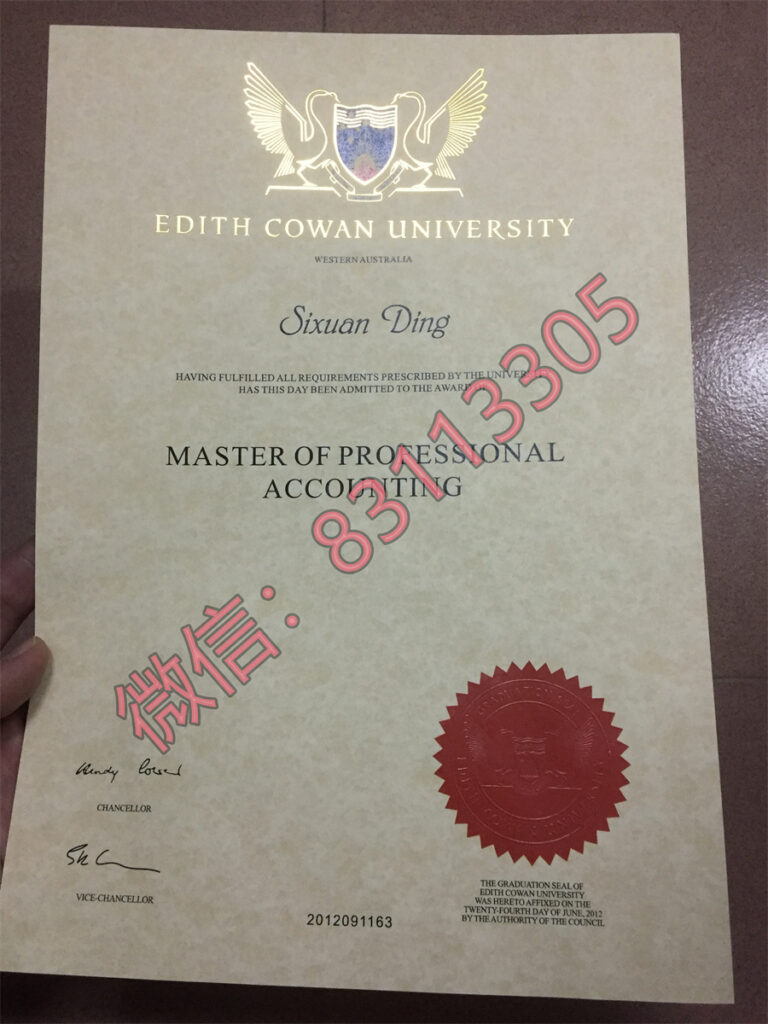 EDITH COWAN UNIVERSITY
WESTERN AUSTRALIA
Sixuan Ding
HAVING FULFILLED ALL REQUIREMENTS PRESCRIBED BY THE
HAS THIS DAY BEEN ADMITTED TO THE AWARD
MASTER OF PROFESSIONAL
ACCOUNTING
微信：83113305
CHANCELLOR
VICE-CHANCELLOR
2012091163
THE GRADUATION SEAL OF
EDITH COWAN UNIVERSITY
WAS HERETO AFFIXED ON THE
TWENTY-FOURTH DAY OF JUNE, 2012
BY THE AUTHORITY OF THE COUNCIL